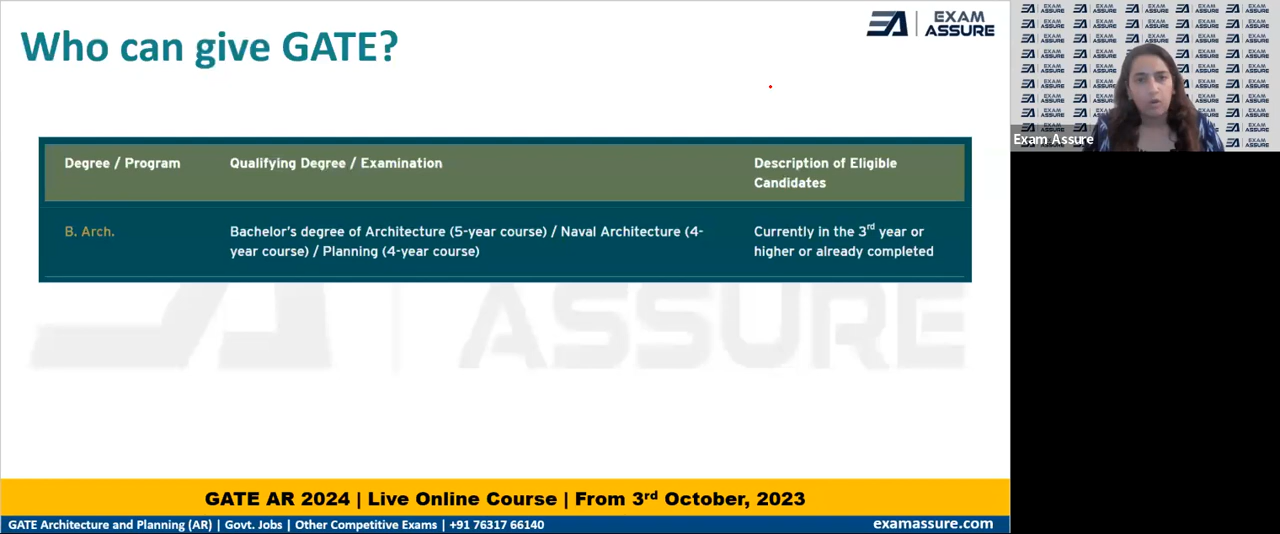 Who can give GATE?
EXAM
ASSURE
Degree / Program
Qualifying Degree / Examination
Description of Eligible
Candidates
B. Arch.
Bachelor's degree of Architecture (5-year course) / Naval Architecture (4-
year course) / Planning (4-year course)
Currently in the 3rd year or
higher or already completed
ASSURE
GATE AR 2024 | Live Online Course | From 3rd October, 2023
GATE Architecture and Planning (AR) | Govt. Jobs | Other Competitive Exams | +91 76317 66140
examassure.com
Exam Assure